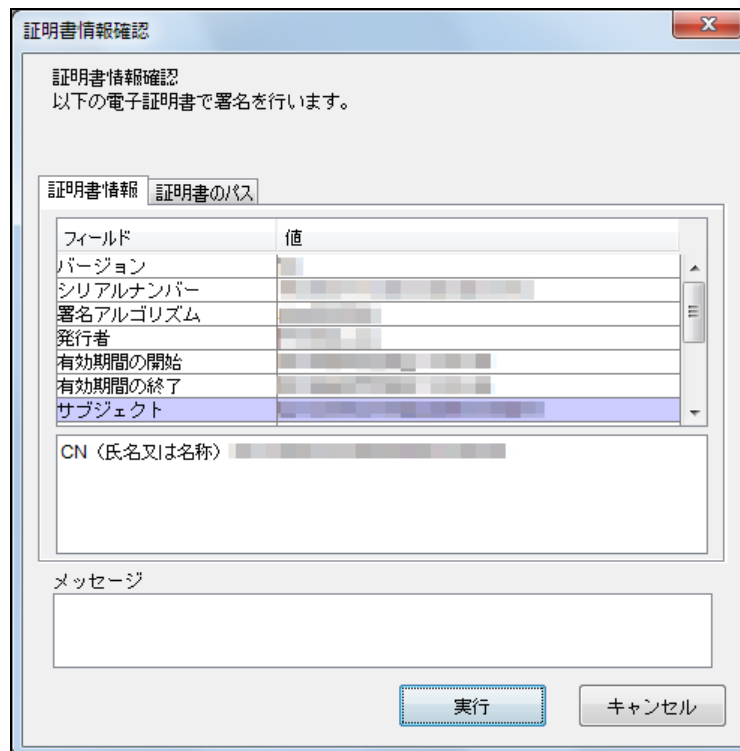 証明書情報確認
証明書情報確認
以下の電子証明書で署名を行います。
証明書情報 証明書のパス
フィールド 値
バージョン
シリアルナンバー
署名アルゴリズム
発行者
有効期間の開始
有効期間の終了
サブジェクト
CN（氏名又は名称）
メッセージ
実行 キャンセル